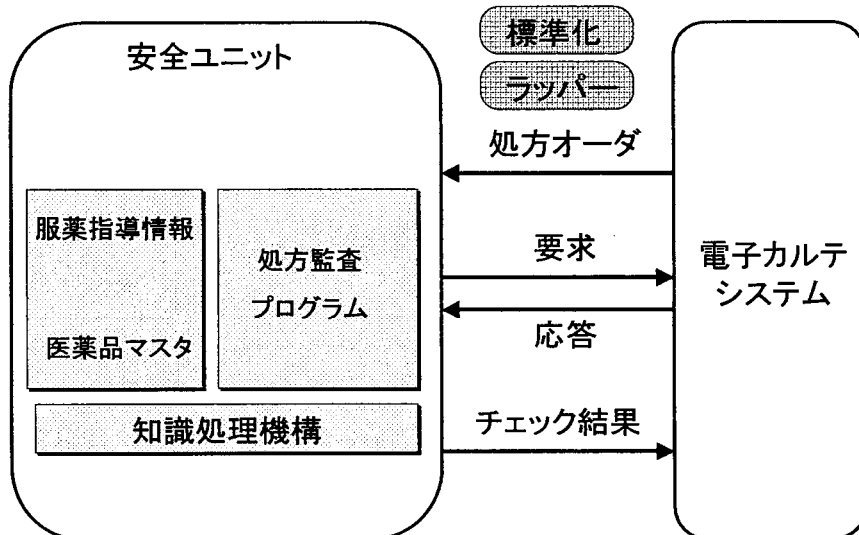 安全ユニット
標準化
ラッパー
処方オーダ
服薬指導情報
医薬品マスタ
処方監査
プログラム
知識処理機構
要求
応答
チェック結果
電子カルテ
システム